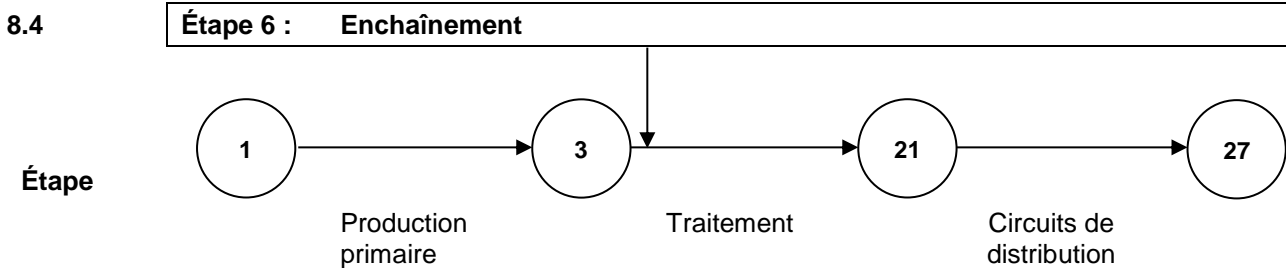 8.4 Étape 6 : Enchaînement
1 3 21 27
Étape
Production Traitement Circuits de
primaire distribution